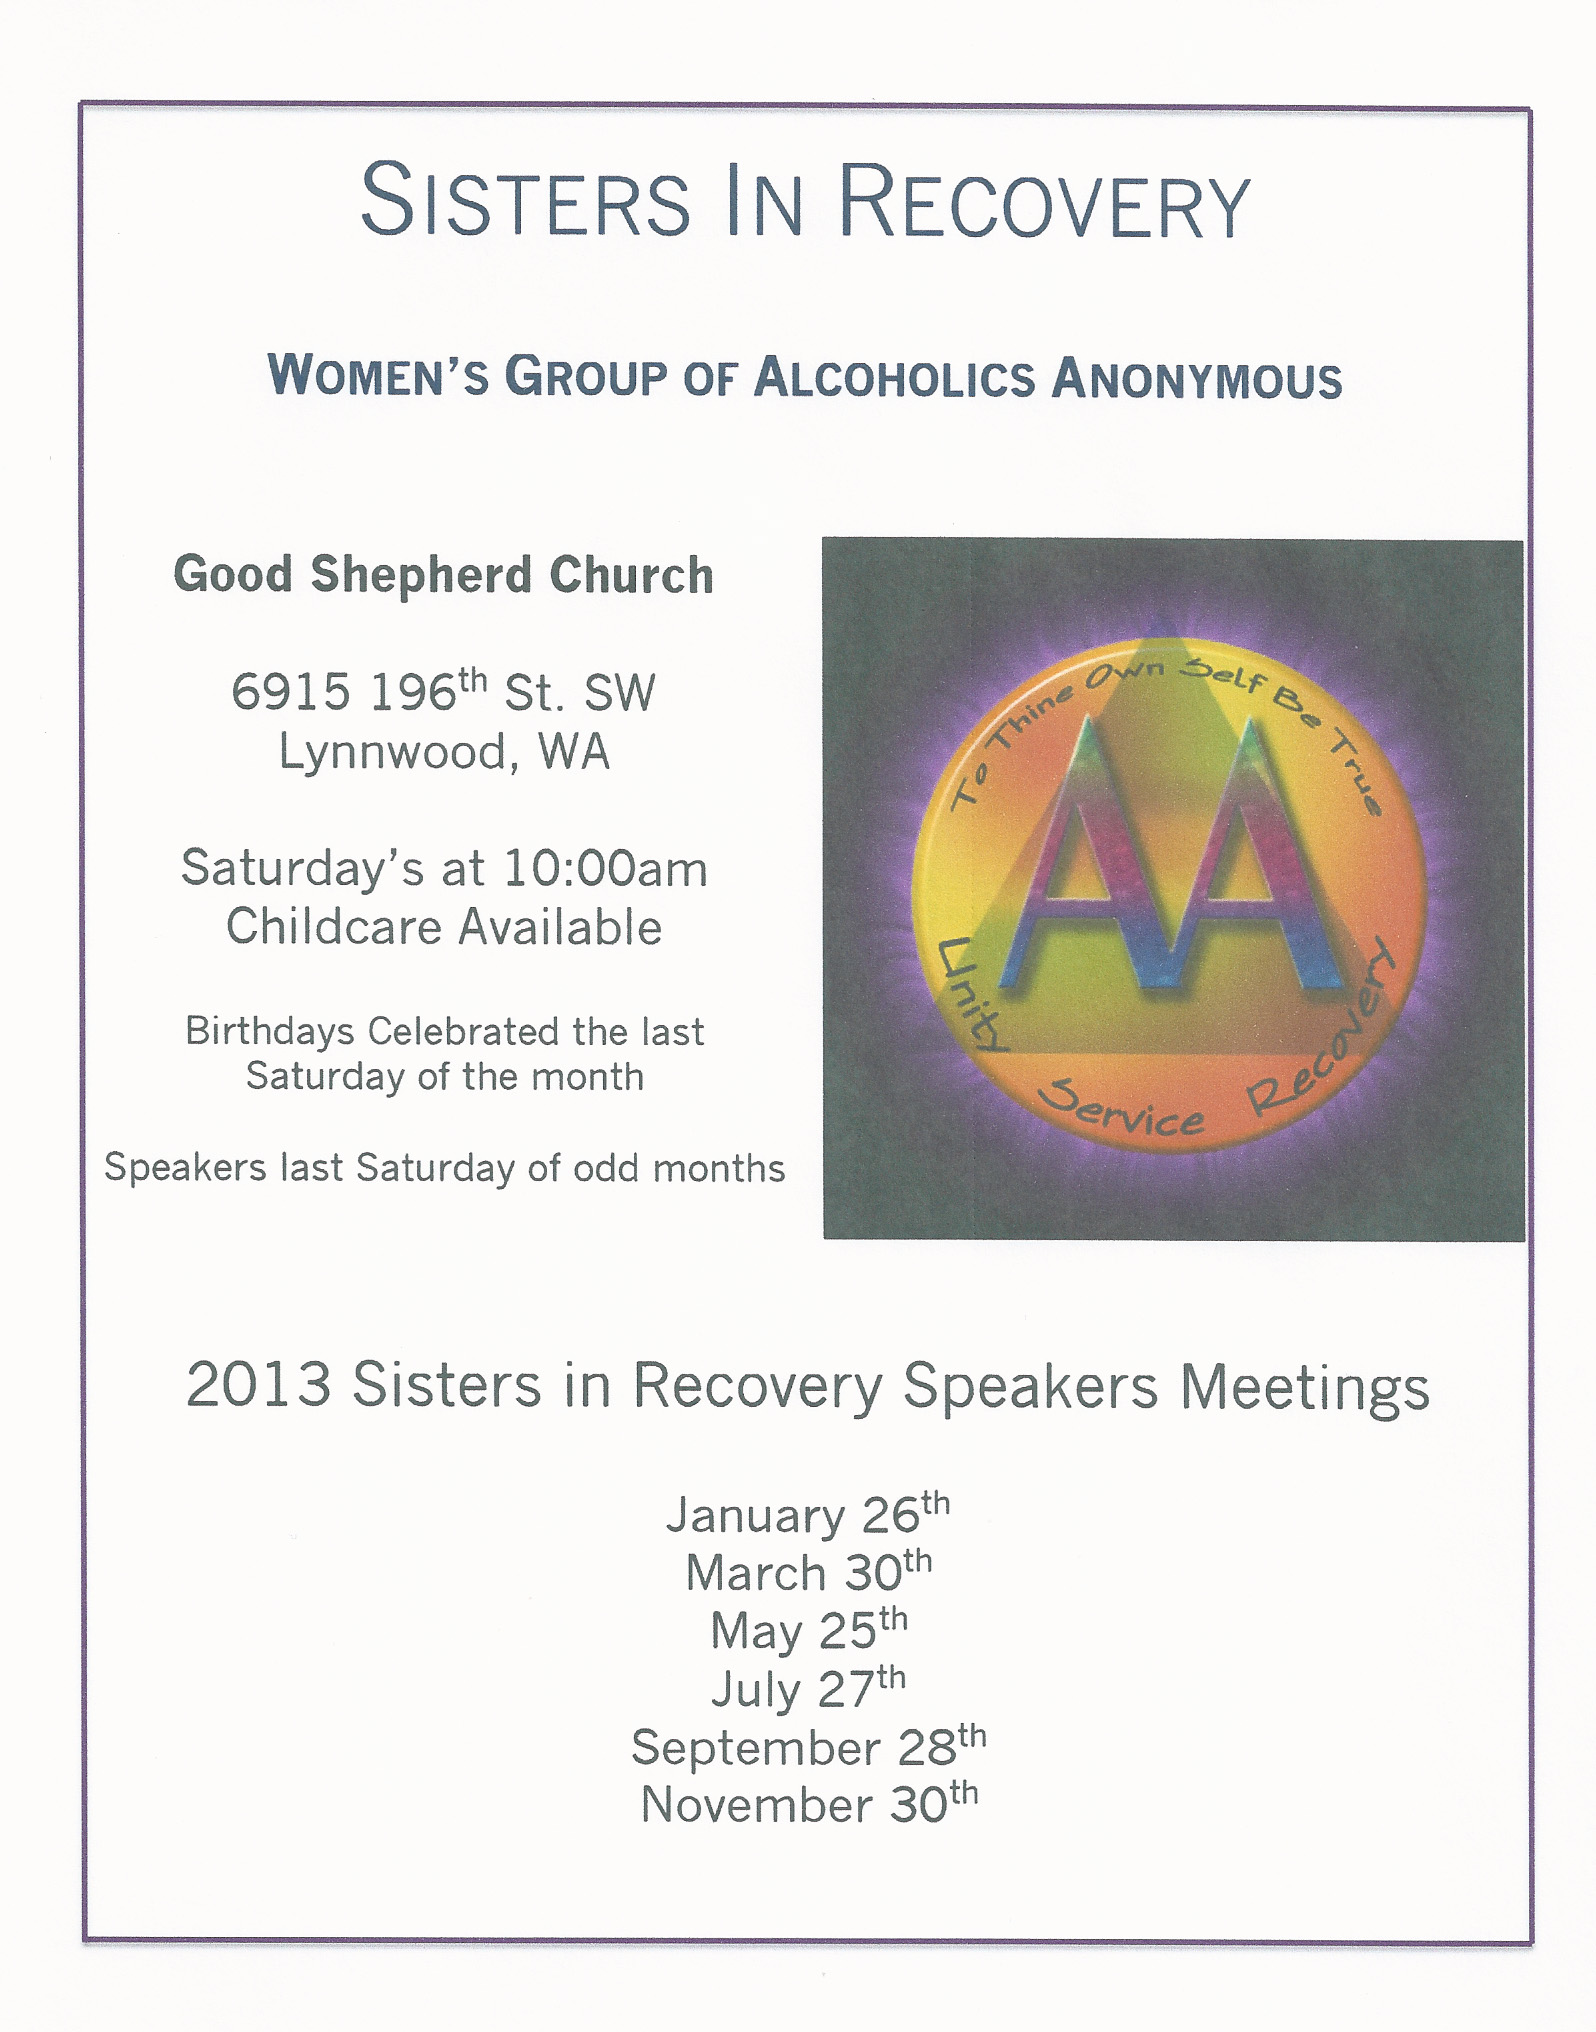 SISTERS IN RECOVERY
WOMEN'S GROUP OF ALCOHOLICS ANONYMOUS
Good Shepherd Church
6915 196th St. SW
Lynnwood, WA
Saturday's at 10:00am
Childcare Available
Birthdays Celebrated the last
Saturday of the month
Speakers last Saturday of odd months
To Thine Own Self Be True
AA
Unity
Service
Recovery
2013 Sisters in Recovery Speakers Meetings
January 26th
March 30th
May 25th
July 27th
September 28th
November 30th